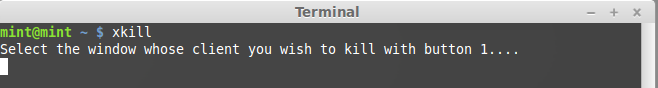 Terminal
mint@mint ~ $ xkill
Select the window whose client you wish to kill with button 1....